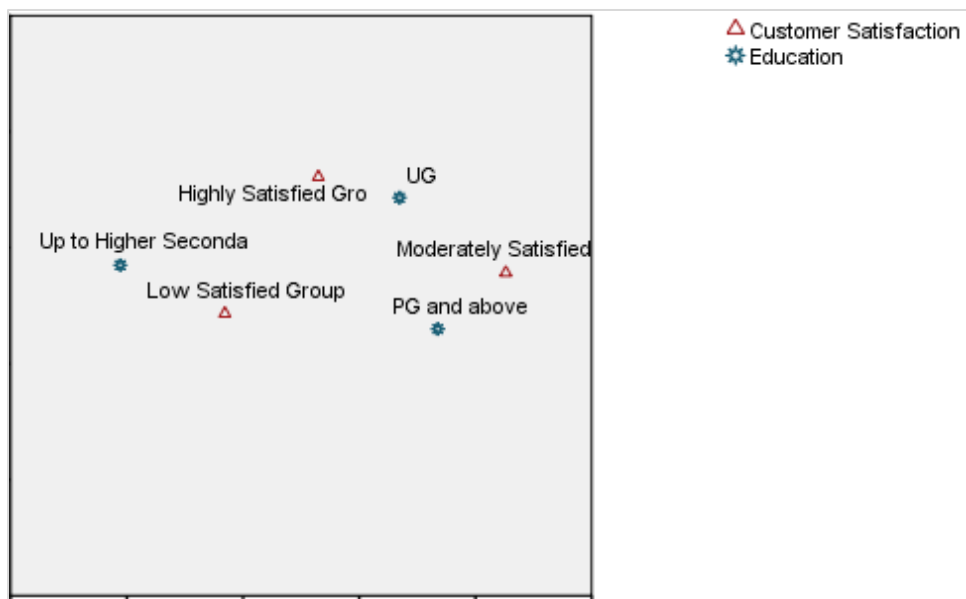 Customer Satisfaction
Education
UG
Highly Satisfied Gro
Up to Higher Seconda
Moderately Satisfied
Low Satisfied Group
PG and above